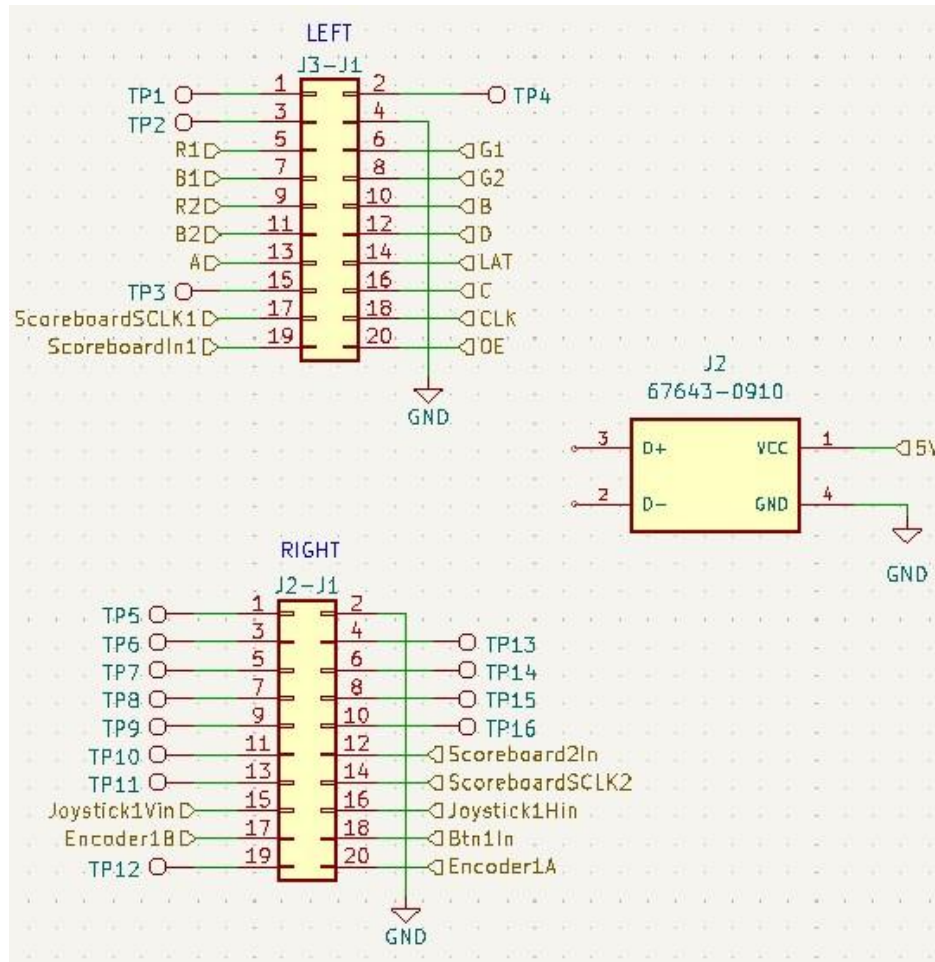 LEFT
J3-J1
TP1 1 2 TP4
TP2 3 4
R1 5 6 G1
B1 7 8 G2
R2 9 10 B
B2 11 12 D
A 13 14 LAT
TP3 15 16 C
ScoreboardSCLK1 17 18 CLK
ScoreboardIn1 19 20 OE
GND
J2
67643-0910
3 D+ VCC 1 5V
2 D- GND 4
GND
RIGHT
J2-J1
TP5 1 2
TP6 3 4 TP13
TP7 5 6 TP14
TP8 7 8 TP15
TP9 9 10 TP16
TP10 11 12 Scoreboard2In
TP11 13 14 ScoreboardSCLK2
Joystick1Vin 15 16 Joystick1Hin
Encoder1B 17 18 Btn1In
TP12 19 20 Encoder1A
GND